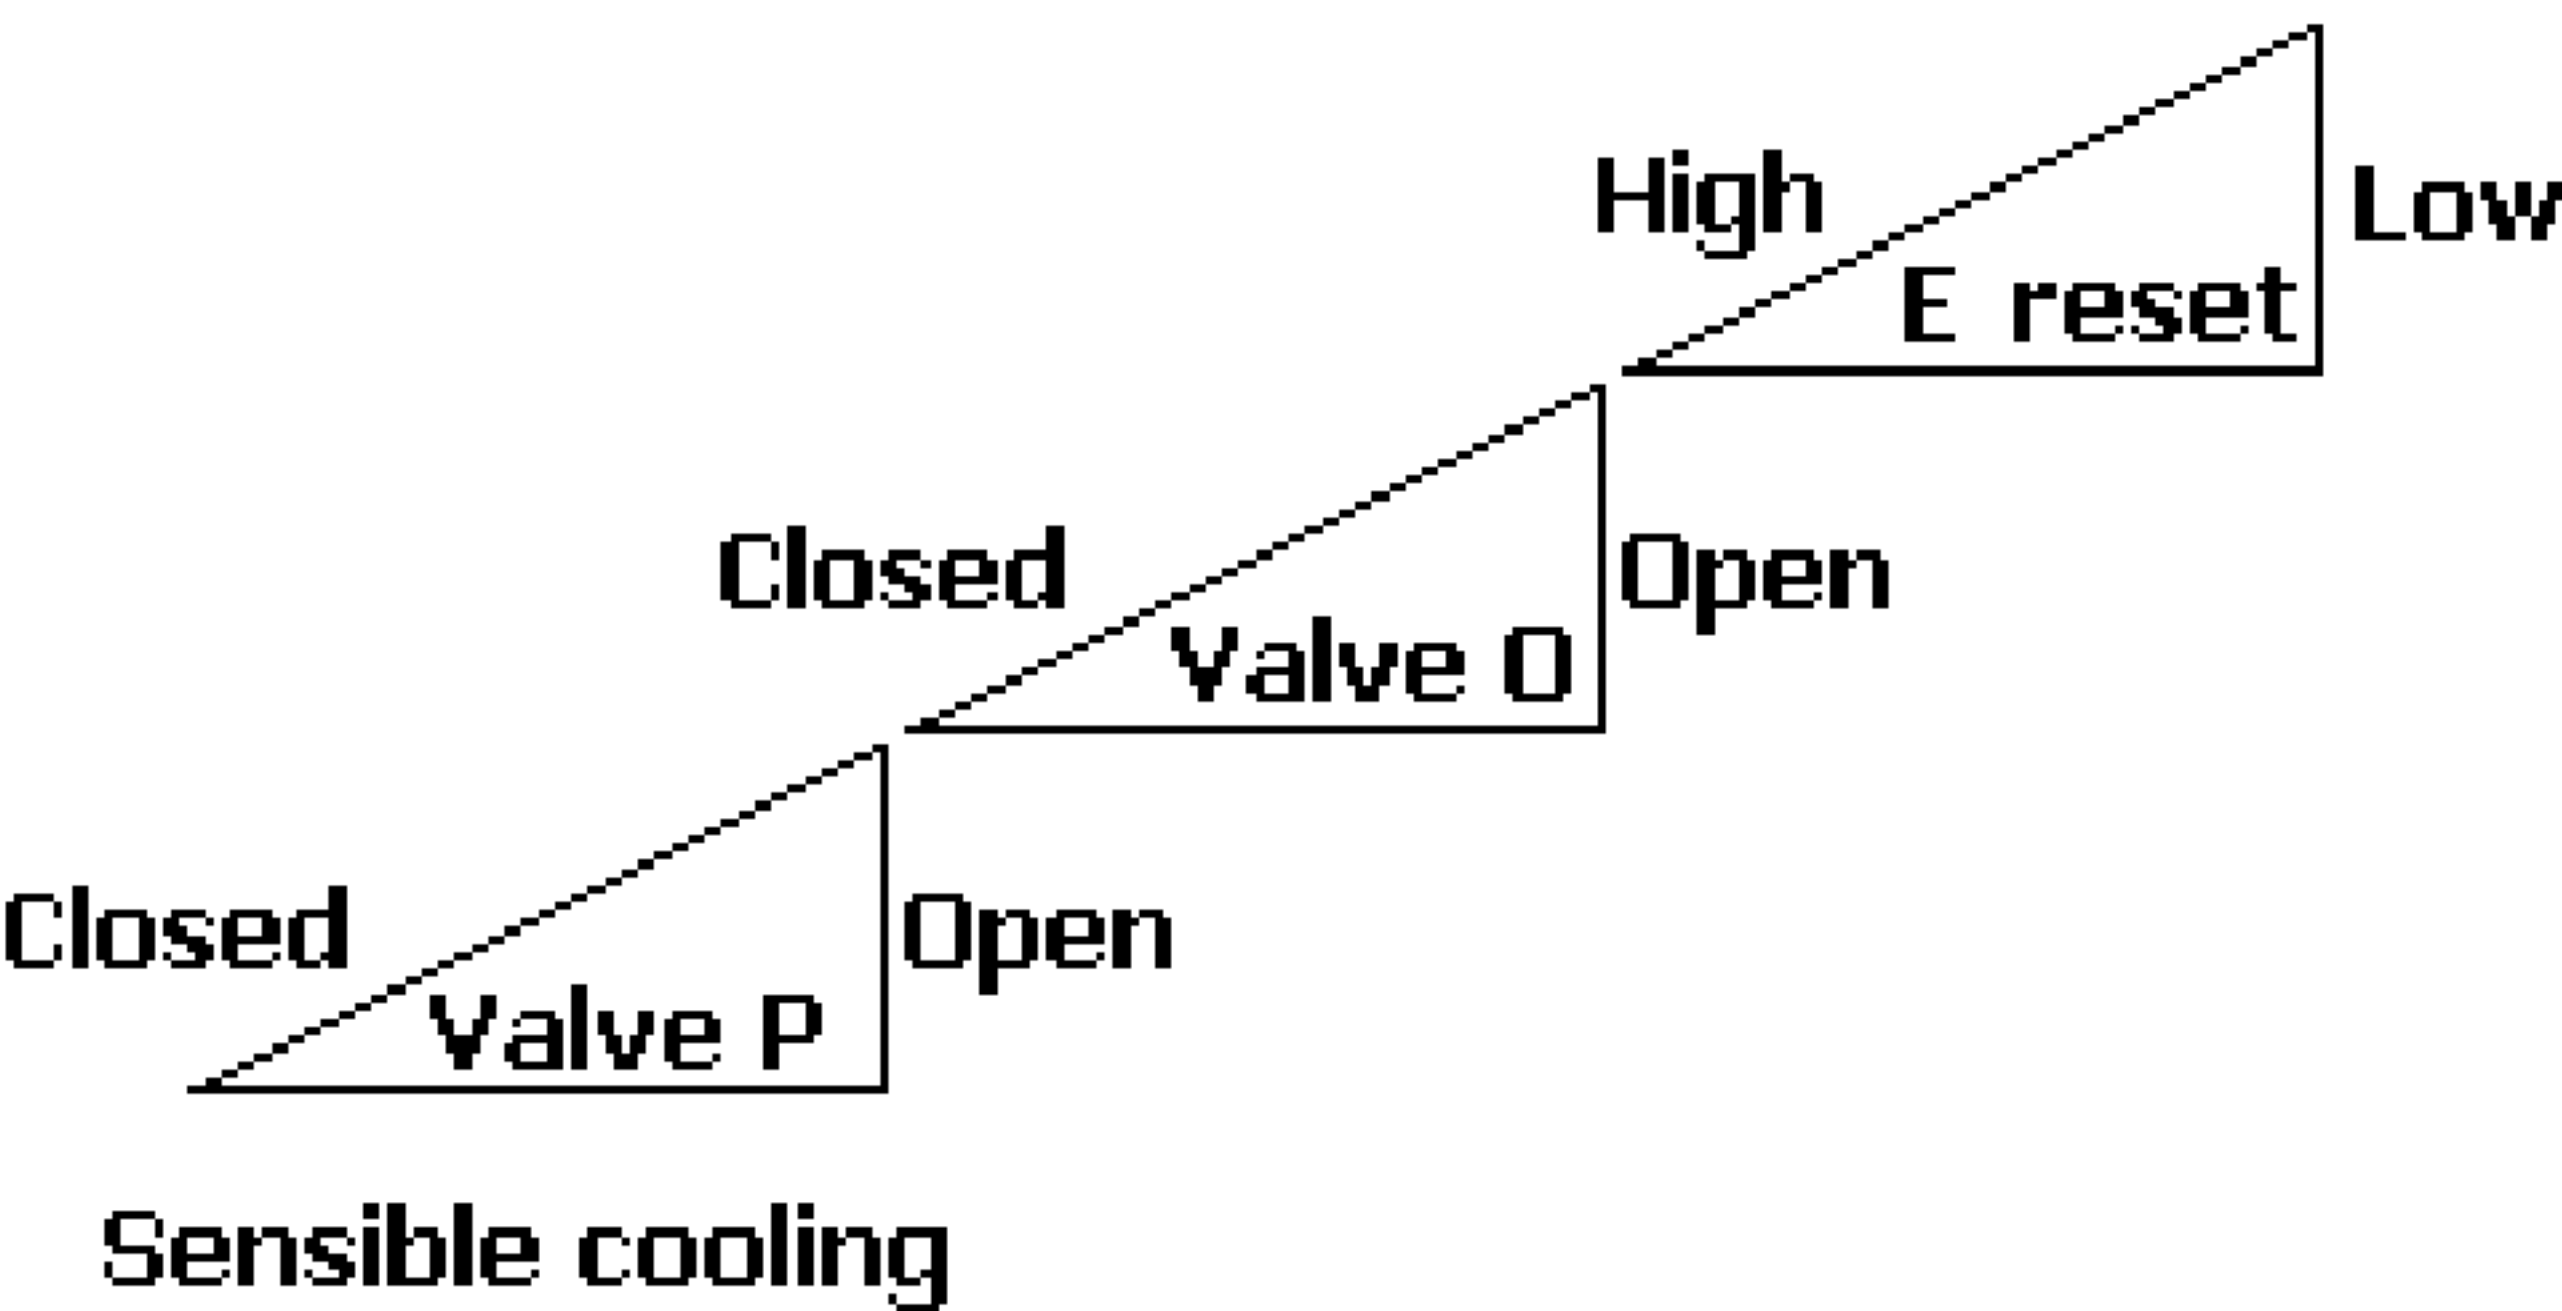 High
Low
E reset
Closed
Open
Valve O
Closed
Open
Valve P
Sensible cooling